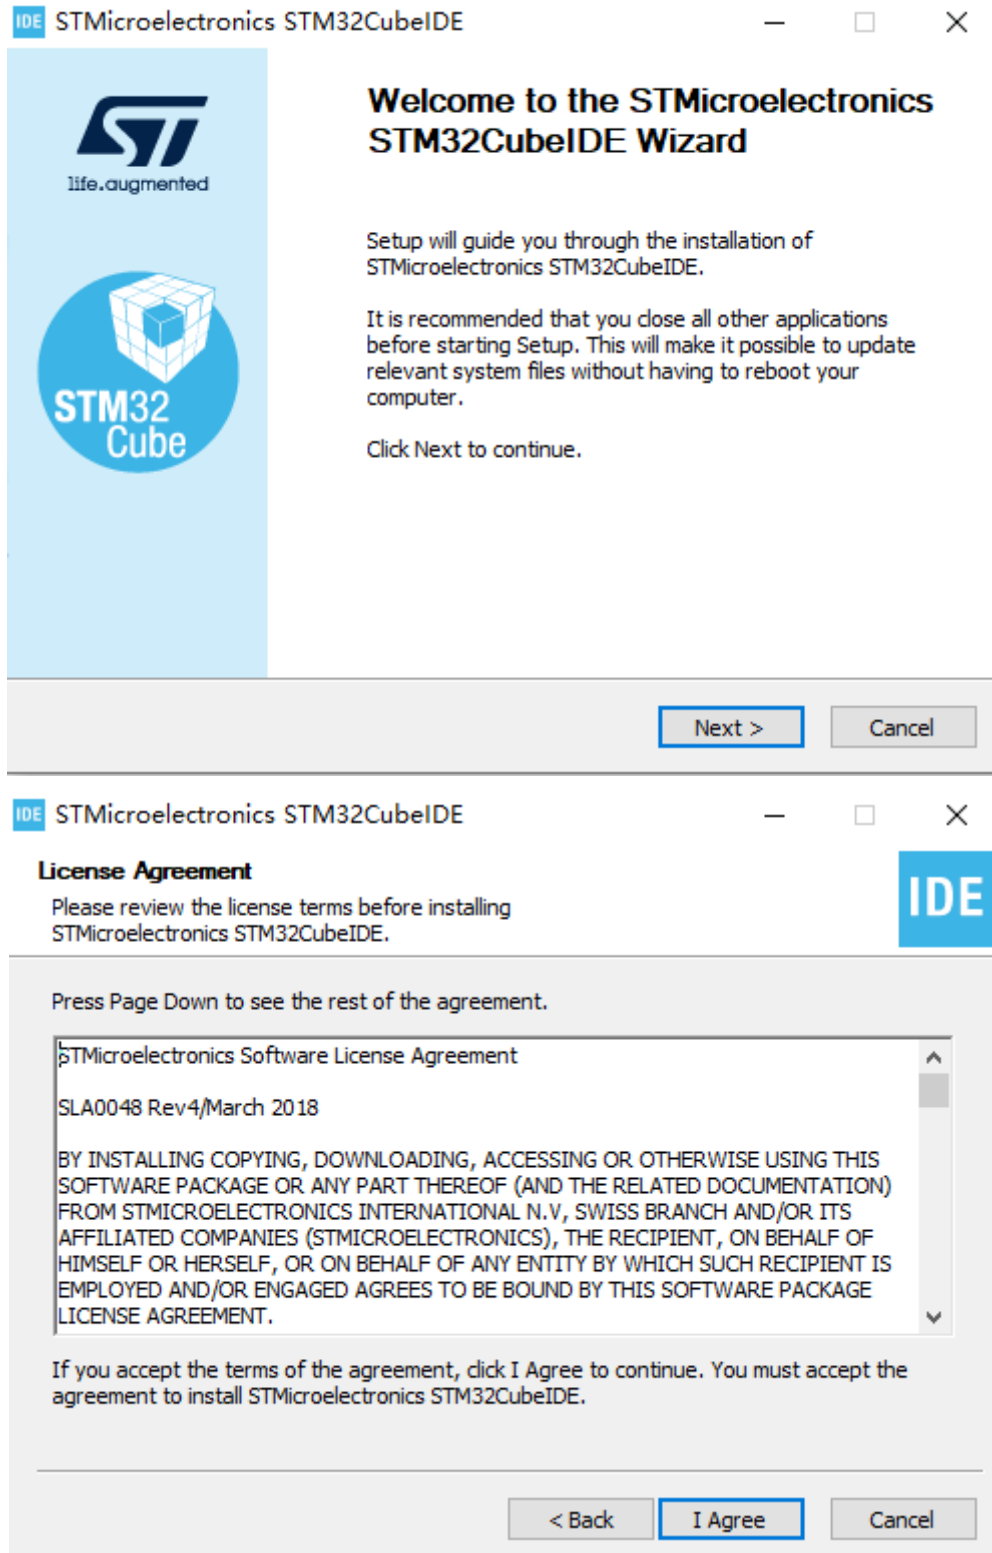 IDE STMicroelectronics STM32CubeIDE
life.augmented
STM32
Cube
Welcome to the STMicroelectronics
STM32CubeIDE Wizard
Setup will guide you through the installation of
STMicroelectronics STM32CubeIDE.
It is recommended that you close all other applications
before starting Setup. This will make it possible to update
relevant system files without having to reboot your
computer.
Click Next to continue.
Next >
Cancel
IDE STMicroelectronics STM32CubeIDE
License Agreement
Please review the license terms before installing
STMicroelectronics STM32CubeIDE.
IDE
Press Page Down to see the rest of the agreement.
STMicroelectronics Software License Agreement
SLA0048 Rev4/March 2018
BY INSTALLING COPYING, DOWNLOADING, ACCESSING OR OTHERWISE USING THIS
SOFTWARE PACKAGE OR ANY PART THEREOF (AND THE RELATED DOCUMENTATION)
FROM STMICROELECTRONICS INTERNATIONAL N.V, SWISS BRANCH AND/OR ITS
AFFILIATED COMPANIES (STMICROELECTRONICS), THE RECIPIENT, ON BEHALF OF
HIMSELF OR HERSELF, OR ON BEHALF OF ANY ENTITY BY WHICH SUCH RECIPIENT IS
EMPLOYED AND/OR ENGAGED AGREES TO BE BOUND BY THIS SOFTWARE PACKAGE
LICENSE AGREEMENT.
If you accept the terms of the agreement, click I Agree to continue. You must accept the
agreement to install STMicroelectronics STM32CubeIDE.
< Back
I Agree
Cancel